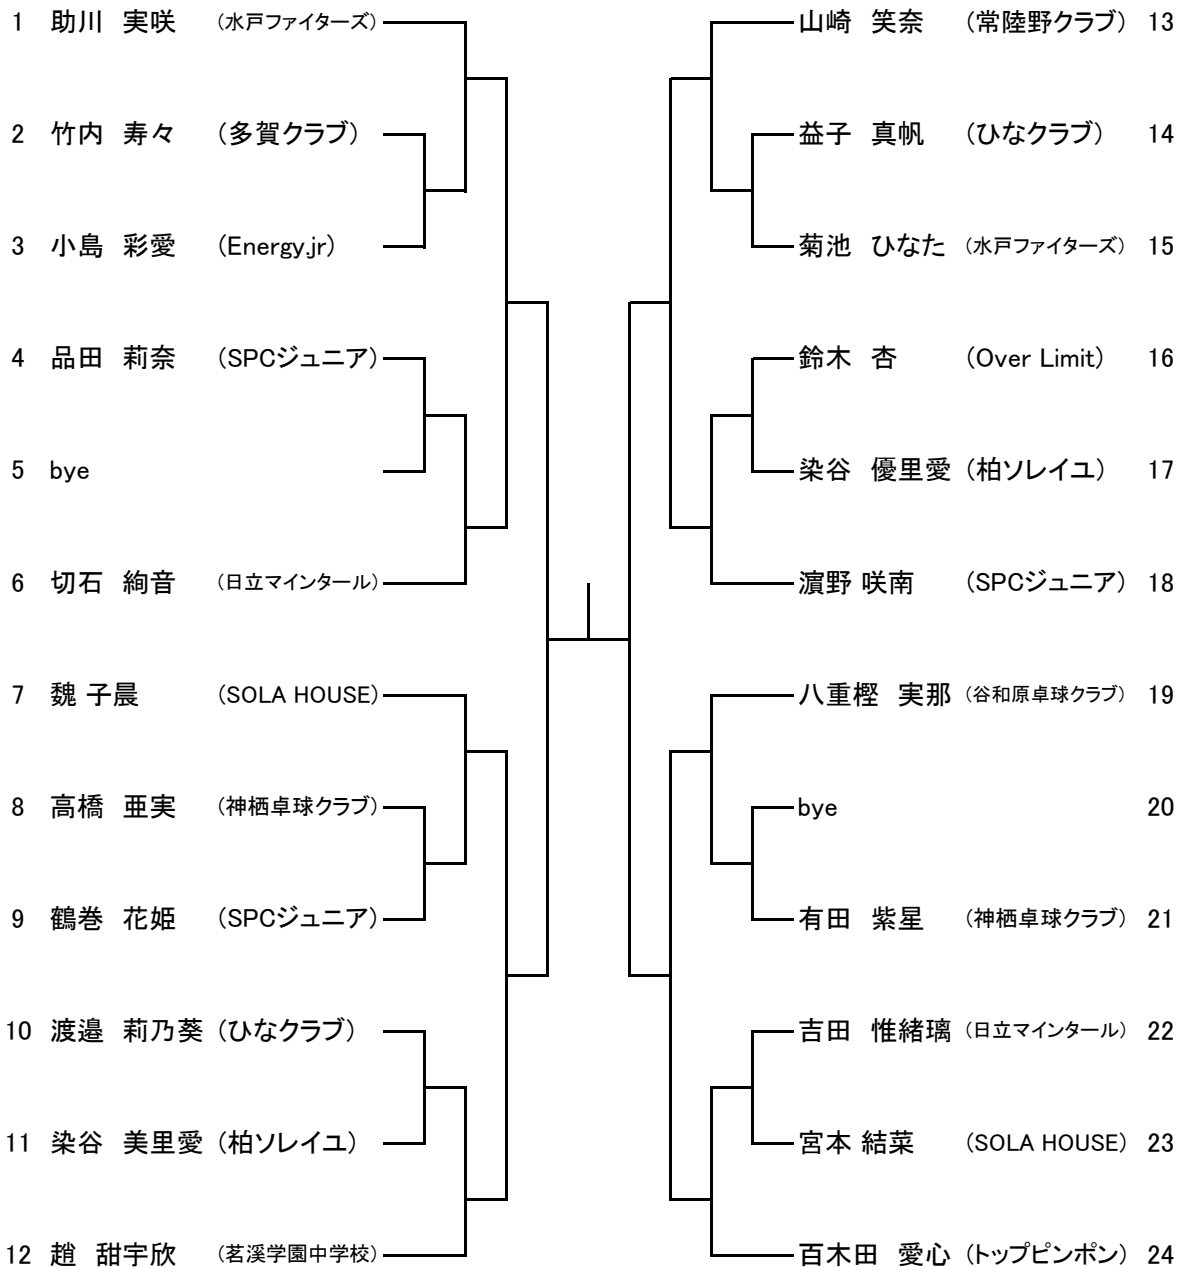 1 助川 実咲 (水戸ファイターズ)
2 竹内 寿々 (多賀クラブ)
3 小島 彩愛 (Energy.jr)
4 品田 莉奈 (SPCジュニア)
5 bye
6 切石 絢音 (日立マインタール)
7 魏 子晨 (SOLA HOUSE)
8 高橋 亜実 (神栖卓球クラブ)
9 鶴巻 花姫 (SPCジュニア)
10 渡邉 莉乃葵 (ひなクラブ)
11 染谷 美里愛 (柏ソレイユ)
12 趙 甜宇欣 (茗溪学園中学校)
山崎 笑奈 (常陸野クラブ) 13
益子 真帆 (ひなクラブ) 14
菊池 ひなた (水戸ファイターズ) 15
鈴木 杏 (Over Limit) 16
染谷 優里愛 (柏ソレイユ) 17
濵野 咲南 (SPCジュニア) 18
八重樫 実那 (谷和原卓球クラブ) 19
bye 20
有田 紫星 (神栖卓球クラブ) 21
吉田 惟緒璃 (日立マインタール) 22
宮本 結菜 (SOLA HOUSE) 23
百木田 愛心 (トップピンポン) 24